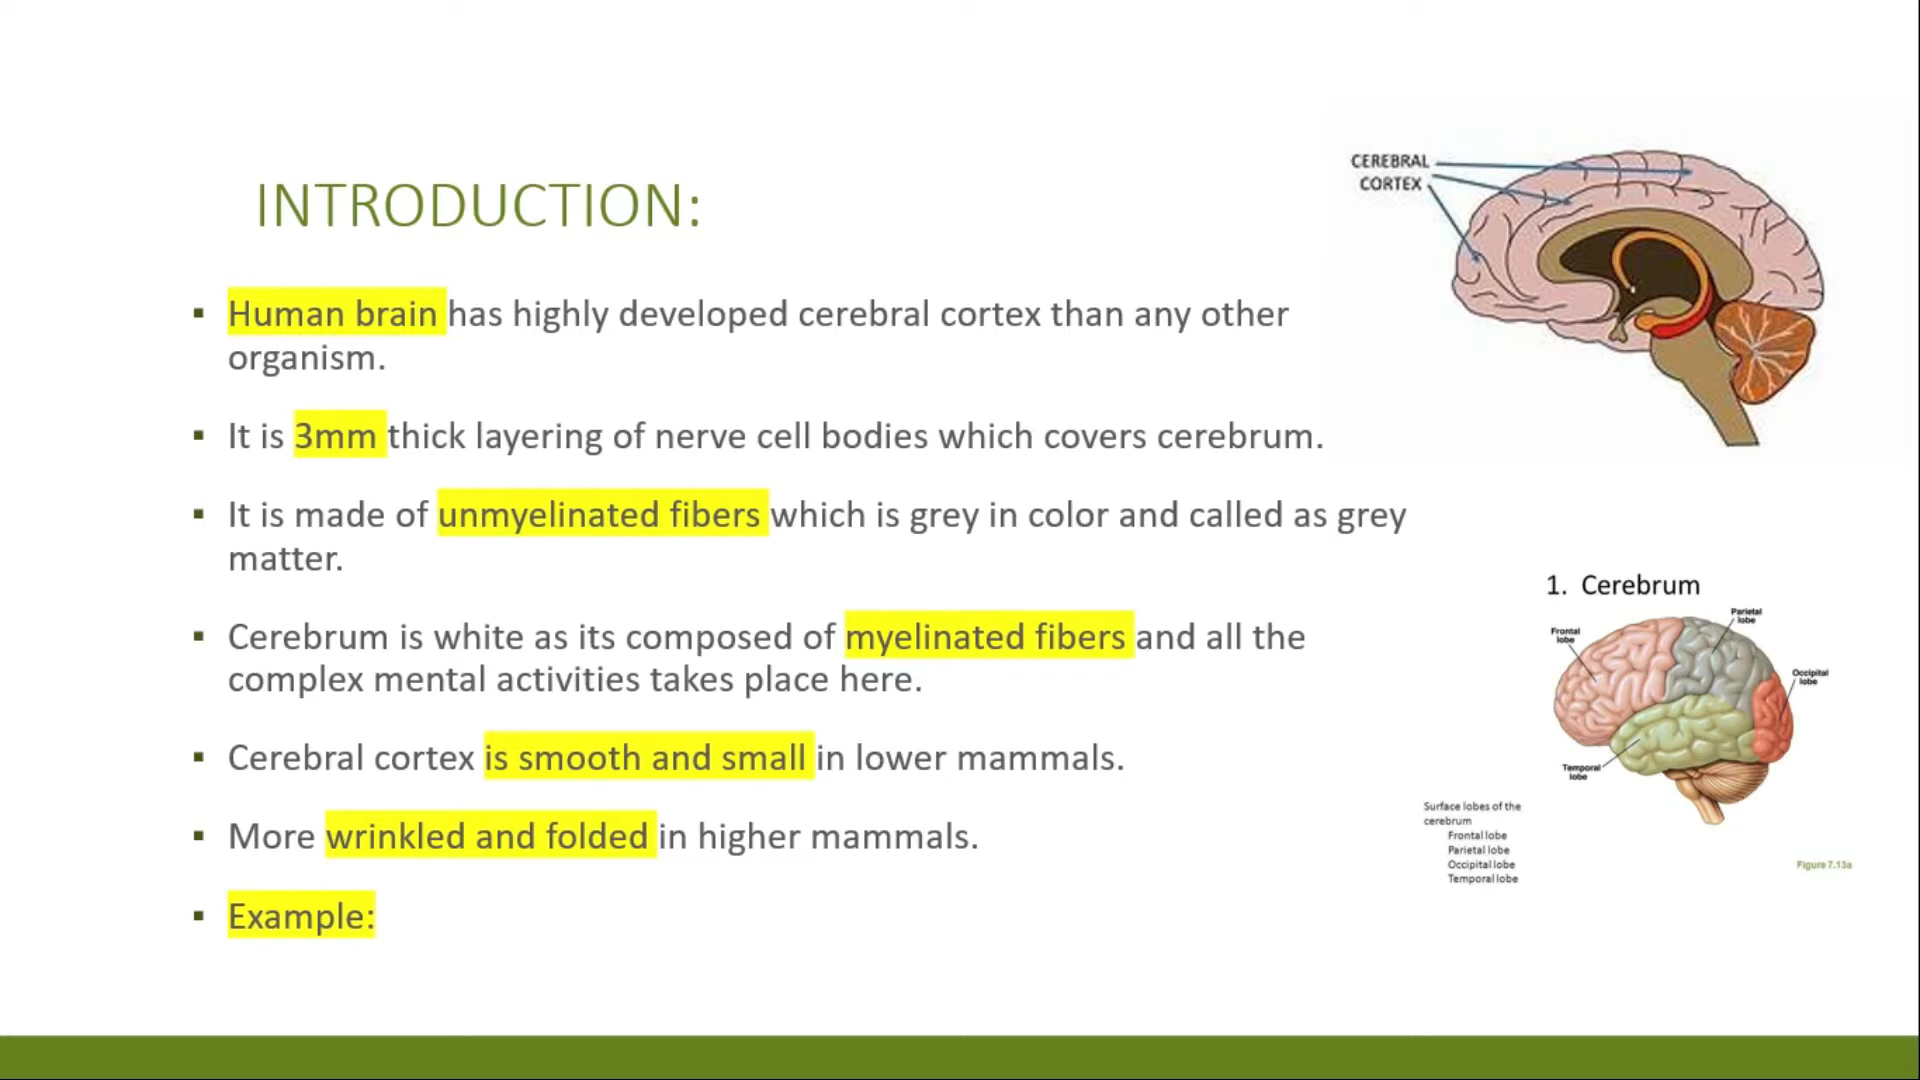 INTRODUCTION:
▪ Human brain has highly developed cerebral cortex than any other
organism.
▪ It is 3mm thick layering of nerve cell bodies which covers cerebrum.
▪ It is made of unmyelinated fibers which is grey in color and called as grey
matter.
▪ Cerebrum is white as its composed of myelinated fibers and all the
complex mental activities takes place here.
▪ Cerebral cortex is smooth and small in lower mammals.
▪ More wrinkled and folded in higher mammals.
▪ Example:
CEREBRAL
CORTEX
1. Cerebrum
Parietal
lobe
Frontal
lobe
Occipital
lobe
Temporal
lobe
Surface lobes of the
cerebrum
Frontal lobe
Parietal lobe
Occipital lobe
Temporal lobe
Figure 7.13a